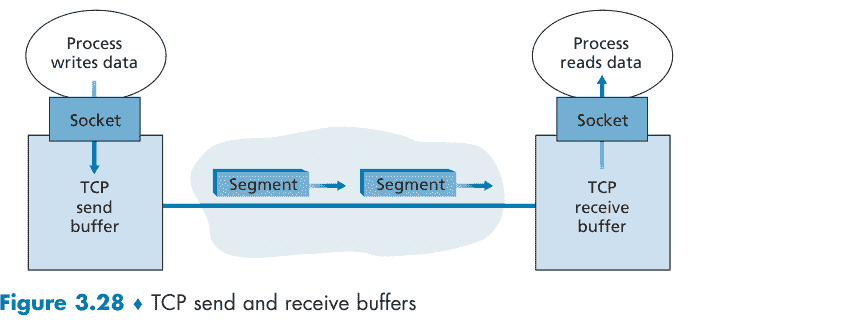 Process
writes data
Process
reads data
Socket
Socket
Segment
Segment
TCP
send
buffer
TCP
receive
buffer
Figure 3.28 ♦ TCP send and receive buffers